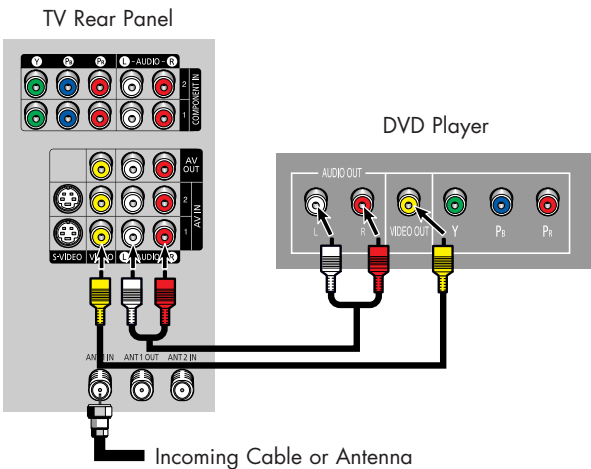 TV Rear Panel
Y PB PR L - AUDIO - R
2
1
COMPONENT IN
AV OUT
2
1
AV IN
S-VIDEO VIDEO L AUDIO R
ANT 1 IN ANT 1 OUT ANT 2 IN
DVD Player
AUDIO OUT
L R VIDEO OUT Y PB PR
Incoming Cable or Antenna